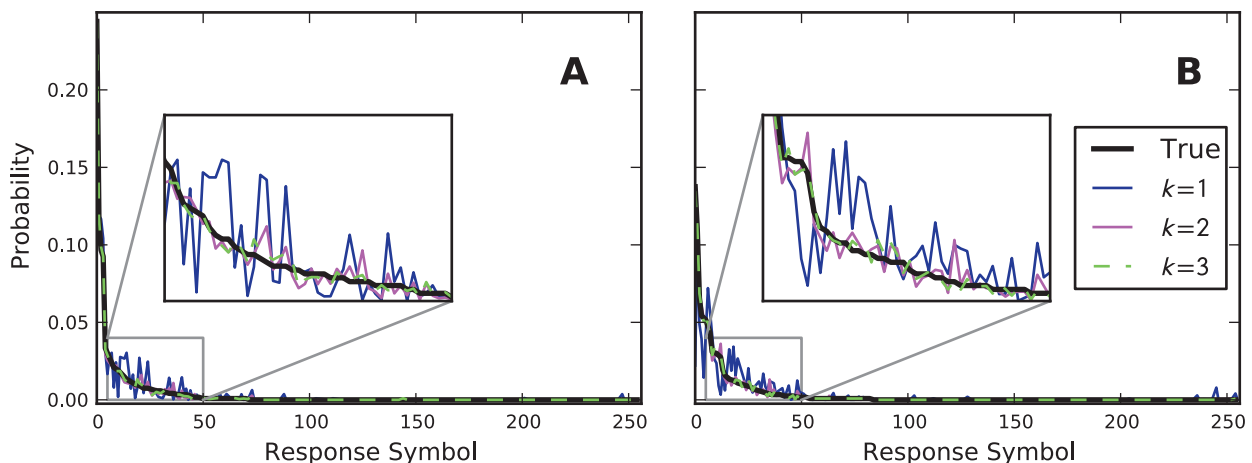 A
B
0.20
0.15
0.10
0.05
0.00
Probability
True
k=1
k=2
k=3
0 50 100 150 200 250
0 50 100 150 200 250
Response Symbol
Response Symbol